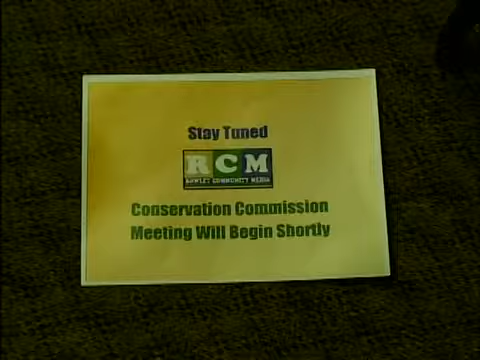 Stay Tuned
RCM
ROWLEY COMMUNITY MEDIA
Conservation Commission
Meeting Will Begin Shortly